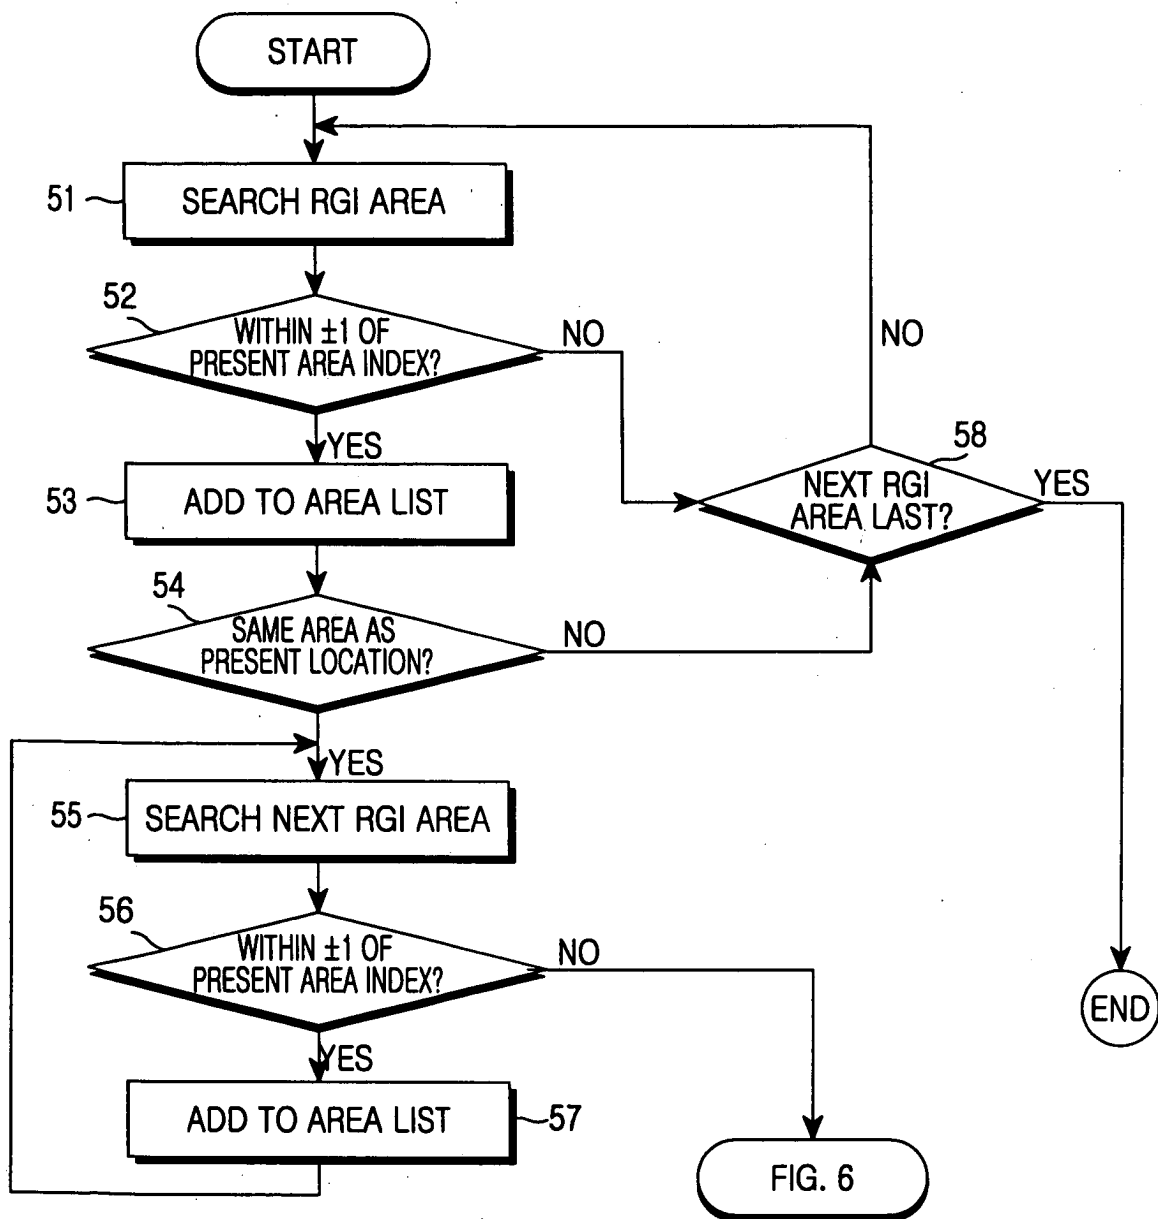 START
51
SEARCH RGI AREA
52
WITHIN ±1 OF
PRESENT AREA INDEX?
NO
YES
NO
58
NEXT RGI
AREA LAST?
YES
53
ADD TO AREA LIST
54
SAME AREA AS
PRESENT LOCATION?
NO
YES
55
SEARCH NEXT RGI AREA
56
WITHIN ±1 OF
PRESENT AREA INDEX?
NO
YES
END
ADD TO AREA LIST
57
FIG. 6